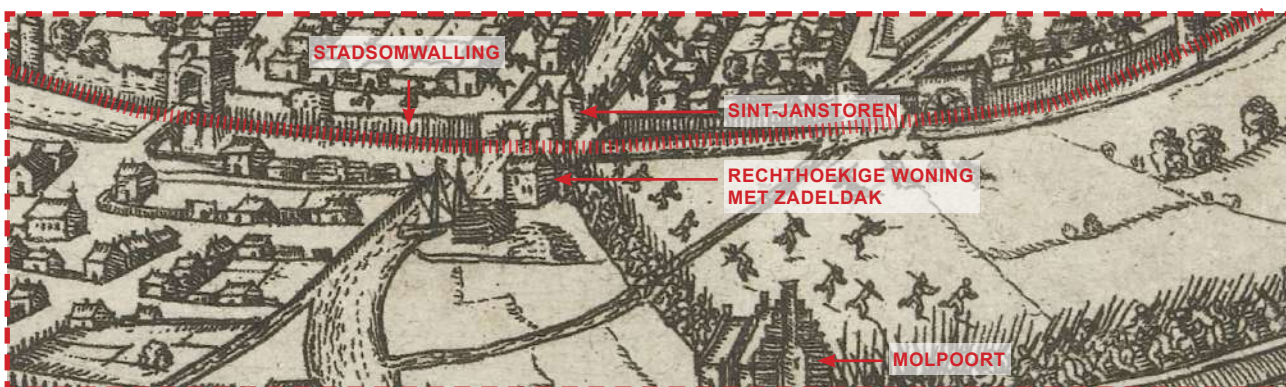 STADSOMWALLING
SINT-JANSTOREN
RECHTHOEKIGE WONING
MET ZADELDAK
MOLPOORT